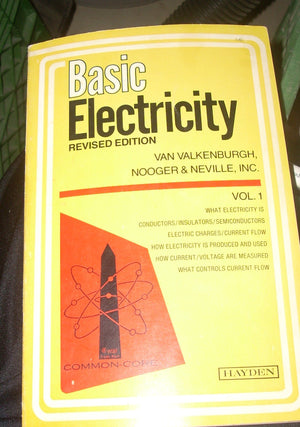 Basic
Electricity
REVISED EDITION
VAN VALKENBURGH,
NOOGER & NEVILLE, INC.
VOL. 1
WHAT ELECTRICITY IS
CONDUCTORS/INSULATORS/SEMICONDUCTORS
ELECTRIC CHARGES/CURRENT FLOW
HOW ELECTRICITY IS PRODUCED AND USED
HOW CURRENT/VOLTAGE ARE MEASURED
WHAT CONTROLS CURRENT FLOW
COMMON-CORE
HAYDEN